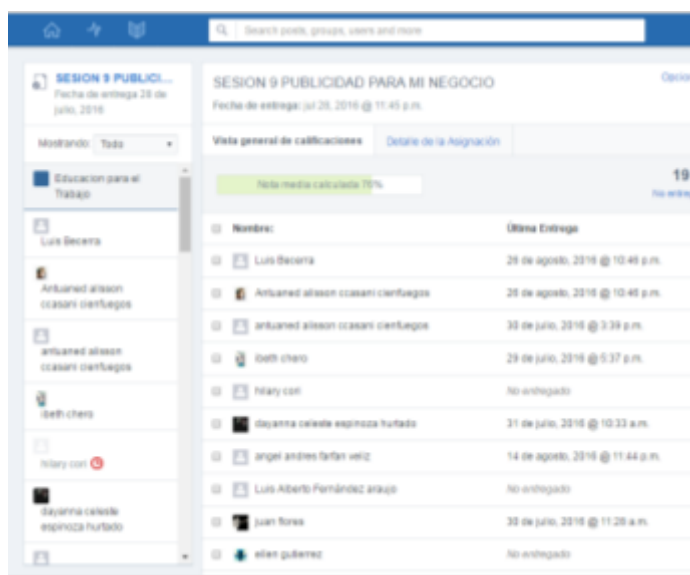 Search posts, groups, users and more
SESION 9 PUBLICI...
Fecha de entrega 28 de
julio, 2016
Mostrando: Todo
Educacion para el
Trabajo
Luis Becerra
Antuaned alisson
ccasani cienfuegos
antuaned alisson
ccasani cienfuegos
ibeth chero
hilary cori
dayanna celeste
espinoza hurtado
SESION 9 PUBLICIDAD PARA MI NEGOCIO
Opcio
Fecha de entrega: jul 28, 2016 @ 11:45 p.m.
Vista general de calificaciones Detalle de la Asignación
Nota media calculada 76%
19
No entreg
Nombre: Última Entrega
Luis Becerra 26 de agosto, 2016 @ 10:46 p.m.
Antuaned alisson ccasani cienfuegos 26 de agosto, 2016 @ 10:46 p.m.
antuaned alisson ccasani cienfuegos 30 de julio, 2016 @ 3:39 p.m.
ibeth chero 29 de julio, 2016 @ 5:37 p.m.
hilary cori No entregado
dayanna celeste espinoza hurtado 31 de julio, 2016 @ 10:33 a.m.
angel andres farfan veliz 14 de agosto, 2016 @ 11:44 p.m.
Luis Alberto Fernández araujo No entregado
juan flores 30 de julio, 2016 @ 11:26 a.m.
ellen gutierrez No entregado